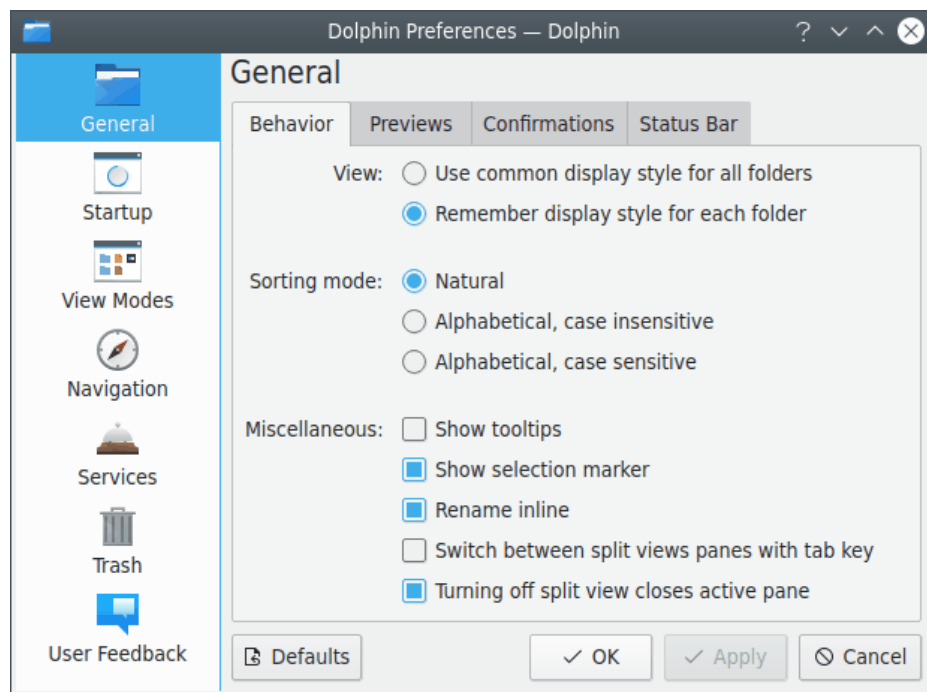 Dolphin Preferences — Dolphin
General
Startup
View Modes
Navigation
Services
Trash
User Feedback
General
Behavior Previews Confirmations Status Bar
View: Use common display style for all folders
Remember display style for each folder
Sorting mode: Natural
Alphabetical, case insensitive
Alphabetical, case sensitive
Miscellaneous: Show tooltips
Show selection marker
Rename inline
Switch between split views panes with tab key
Turning off split view closes active pane
Defaults OK Apply Cancel